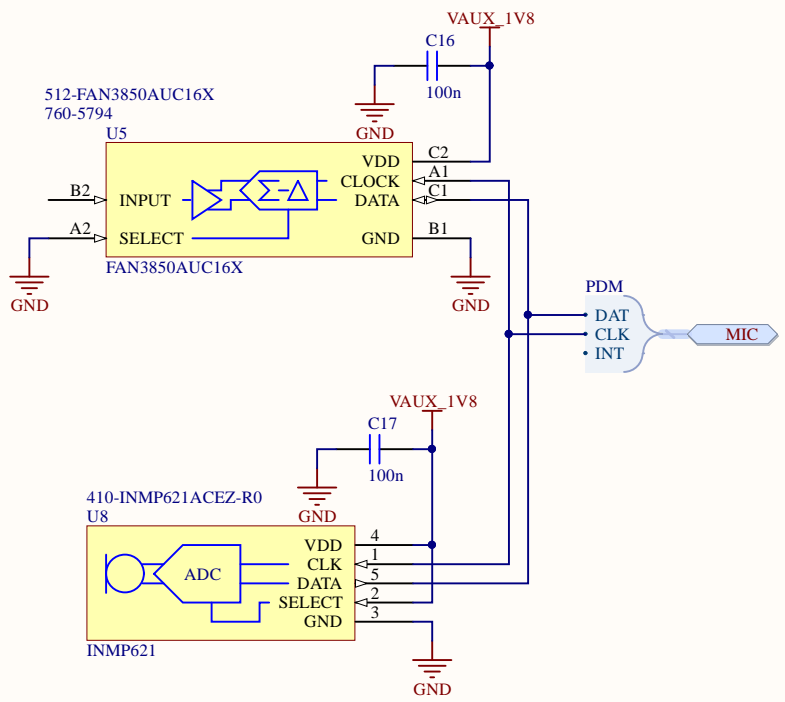 VAUX_1V8
C16
100n
GND
512-FAN3850AUC16X
760-5794
U5
VDD C2
CLOCK A1
B2 INPUT DATA C1
A2 SELECT GND B1
FAN3850AUC16X
GND
GND
PDM
DAT
CLK MIC
INT
VAUX_1V8
C17
100n
GND
410-INMP621ACEZ-R0
U8
VDD 4
CLK 1
ADC DATA 5
SELECT 2
GND 3
INMP621
GND